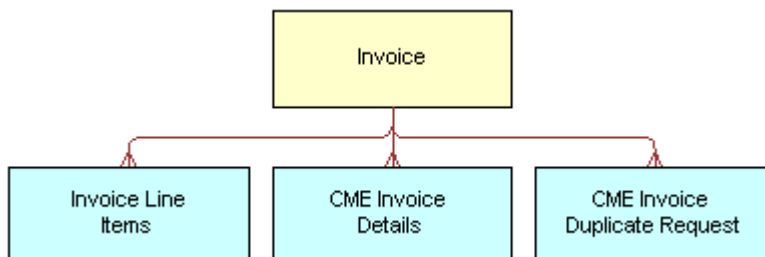 Invoice
Invoice Line
Items
CME Invoice
Details
CME Invoice
Duplicate Request